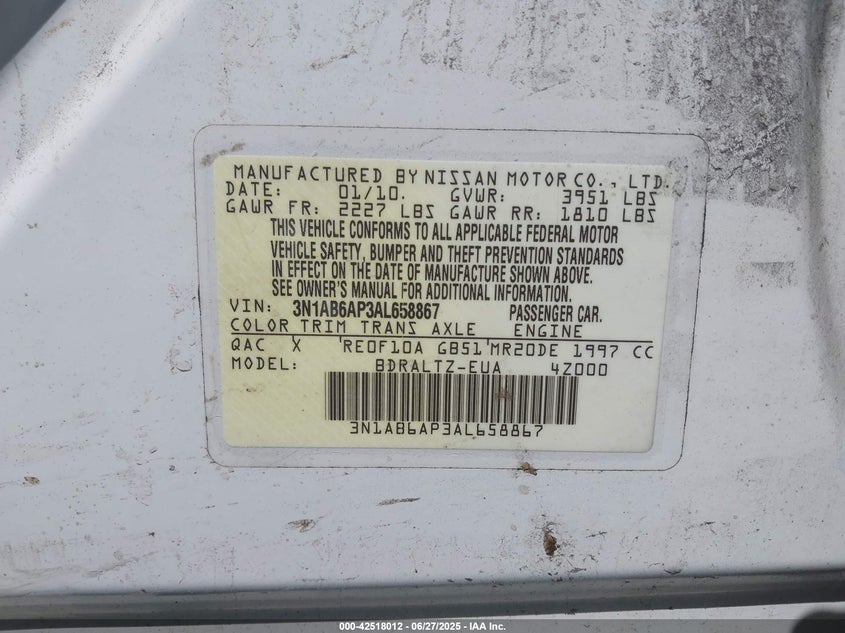 MANUFACTURED BY NISSAN MOTOR CO., LTD.
DATE: 01/10. GVWR: 3951 LBS
GAWR FR: 2227 LBS GAWR RR: 1810 LBS
THIS VEHICLE CONFORMS TO ALL APPLICABLE FEDERAL MOTOR
VEHICLE SAFETY, BUMPER AND THEFT PREVENTION STANDARDS
IN EFFECT ON THE DATE OF MANUFACTURE SHOWN ABOVE.
SEE OWNER'S MANUAL FOR ADDITIONAL INFORMATION.
VIN: 3N1AB6AP3AL658867 PASSENGER CAR.
COLOR TRIM TRANS AXLE ENGINE
QAC X RE0F10A GB51 MR20DE 1997 CC
MODEL: BDRALTZ-EUA 4Z000
3N1AB6AP3AL658867
000-42518012 - 06/27/2025 - IAA Inc.